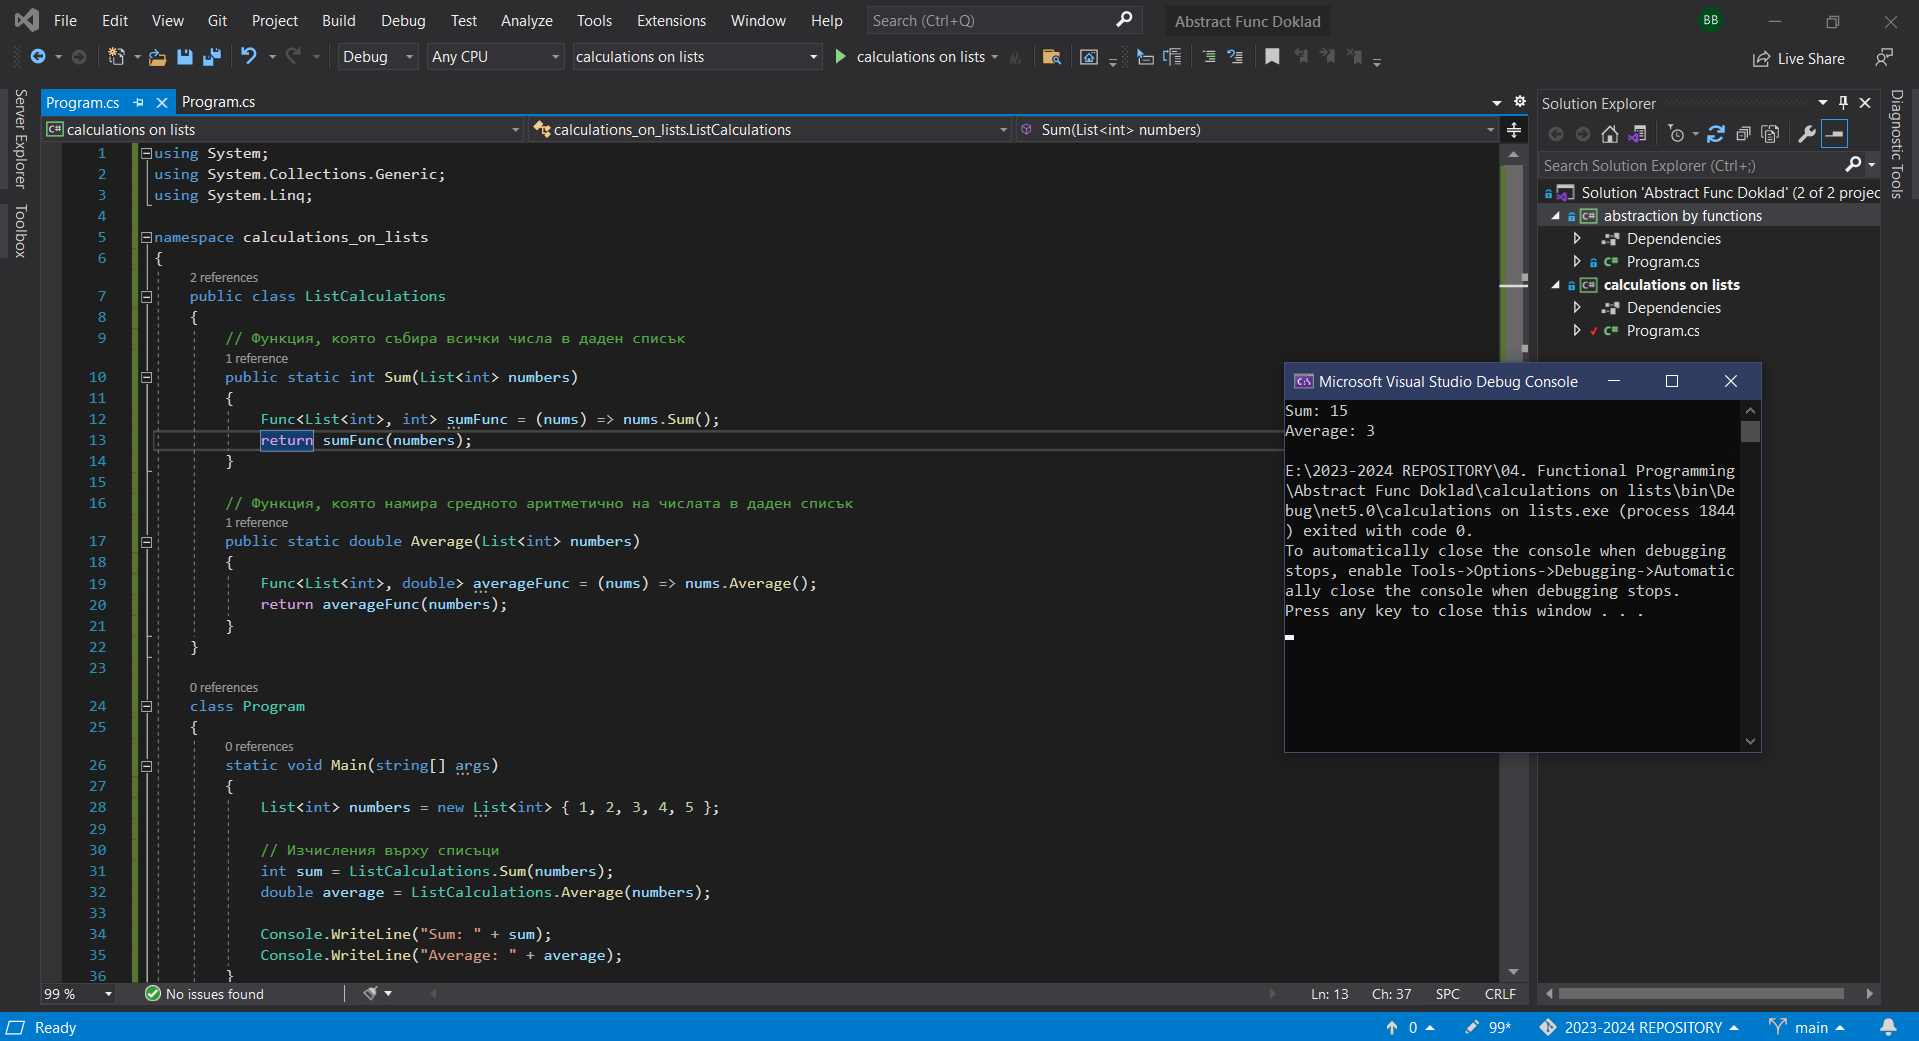 File Edit View Git Project Build Debug Test Analyze Tools Extensions Window Help Search (Ctrl+Q) Abstract Func Doklad BB
Debug Any CPU calculations on lists calculations on lists Live Share
Server Explorer
Toolbox
Program.cs Program.cs
calculations on lists calculations_on_lists.ListCalculations Sum(List<int> numbers)
1 using System;
2 using System.Collections.Generic;
3 using System.Linq;
4
5 namespace calculations_on_lists
6 {
2 references
7 public class ListCalculations
8 {
9 // Функция, която събира всички числа в даден списък
1 reference
10 public static int Sum(List<int> numbers)
11 {
12 Func<List<int>, int> sumFunc = (nums) => nums.Sum();
13 return sumFunc(numbers);
14 }
15
16 // Функция, която намира средното аритметично на числата в даден списък
1 reference
17 public static double Average(List<int> numbers)
18 {
19 Func<List<int>, double> averageFunc = (nums) => nums.Average();
20 return averageFunc(numbers);
21 }
22 }
23
0 references
24 class Program
25 {
0 references
26 static void Main(string[] args)
27 {
28 List<int> numbers = new List<int> { 1, 2, 3, 4, 5 };
29
30 // Изчисления върху списъци
31 int sum = ListCalculations.Sum(numbers);
32 double average = ListCalculations.Average(numbers);
33
34 Console.WriteLine("Sum: " + sum);
35 Console.WriteLine("Average: " + average);
36 }
99 % No issues found Ln: 13 Ch: 37 SPC CRLF
Solution Explorer
Search Solution Explorer (Ctrl+;)
Solution 'Abstract Func Doklad' (2 of 2 projec
C# abstraction by functions
Dependencies
C# Program.cs
C# calculations on lists
Dependencies
C# Program.cs
Diagnostic Tools
Microsoft Visual Studio Debug Console
Sum: 15
Average: 3
E:\2023-2024 REPOSITORY\04. Functional Programming
\Abstract Func Doklad\calculations on lists\bin\De
bug\net5.0\calculations on lists.exe (process 1844
) exited with code 0.
To automatically close the console when debugging
stops, enable Tools->Options->Debugging->Automatic
ally close the console when debugging stops.
Press any key to close this window . . .
Ready 0 99* 2023-2024 REPOSITORY main